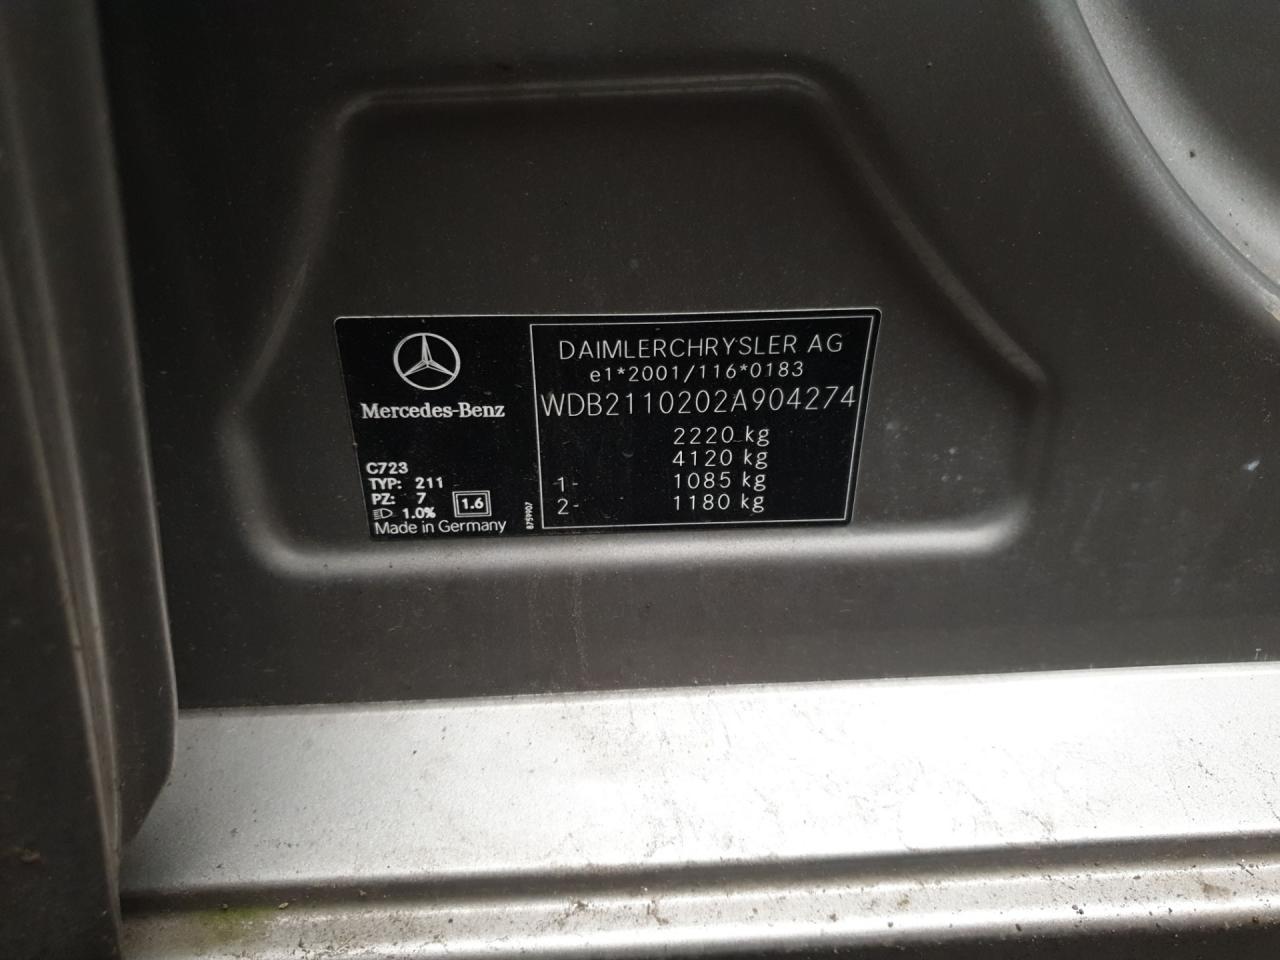 Mercedes-Benz
C723
TYP: 211
PZ: 7
1.0% 1.6
Made in Germany
DAIMLERCHRYSLER AG
e1*2001/116*0183
WDB2110202A904274
2220 kg
4120 kg
1- 1085 kg
2- 1180 kg